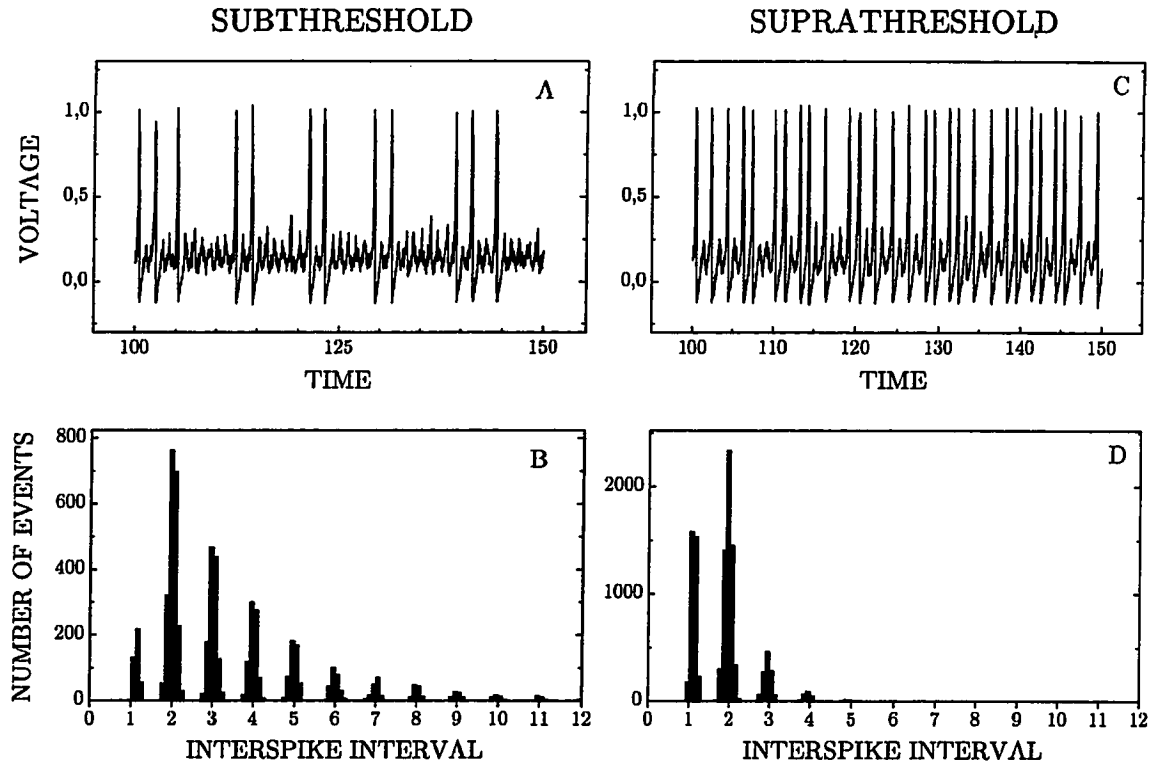 SUBTHRESHOLD
SUPRATHRESHOLD
VOLTAGE
A
1,0
0,5
0,0
100 125 150
TIME
C
1,0
0,5
0,0
100 110 120 130 140 150
TIME
NUMBER OF EVENTS
B
800
600
400
200
0
0 1 2 3 4 5 6 7 8 9 10 11 12
INTERSPIKE INTERVAL
D
2000
1000
0
0 1 2 3 4 5 6 7 8 9 10 11 12
INTERSPIKE INTERVAL